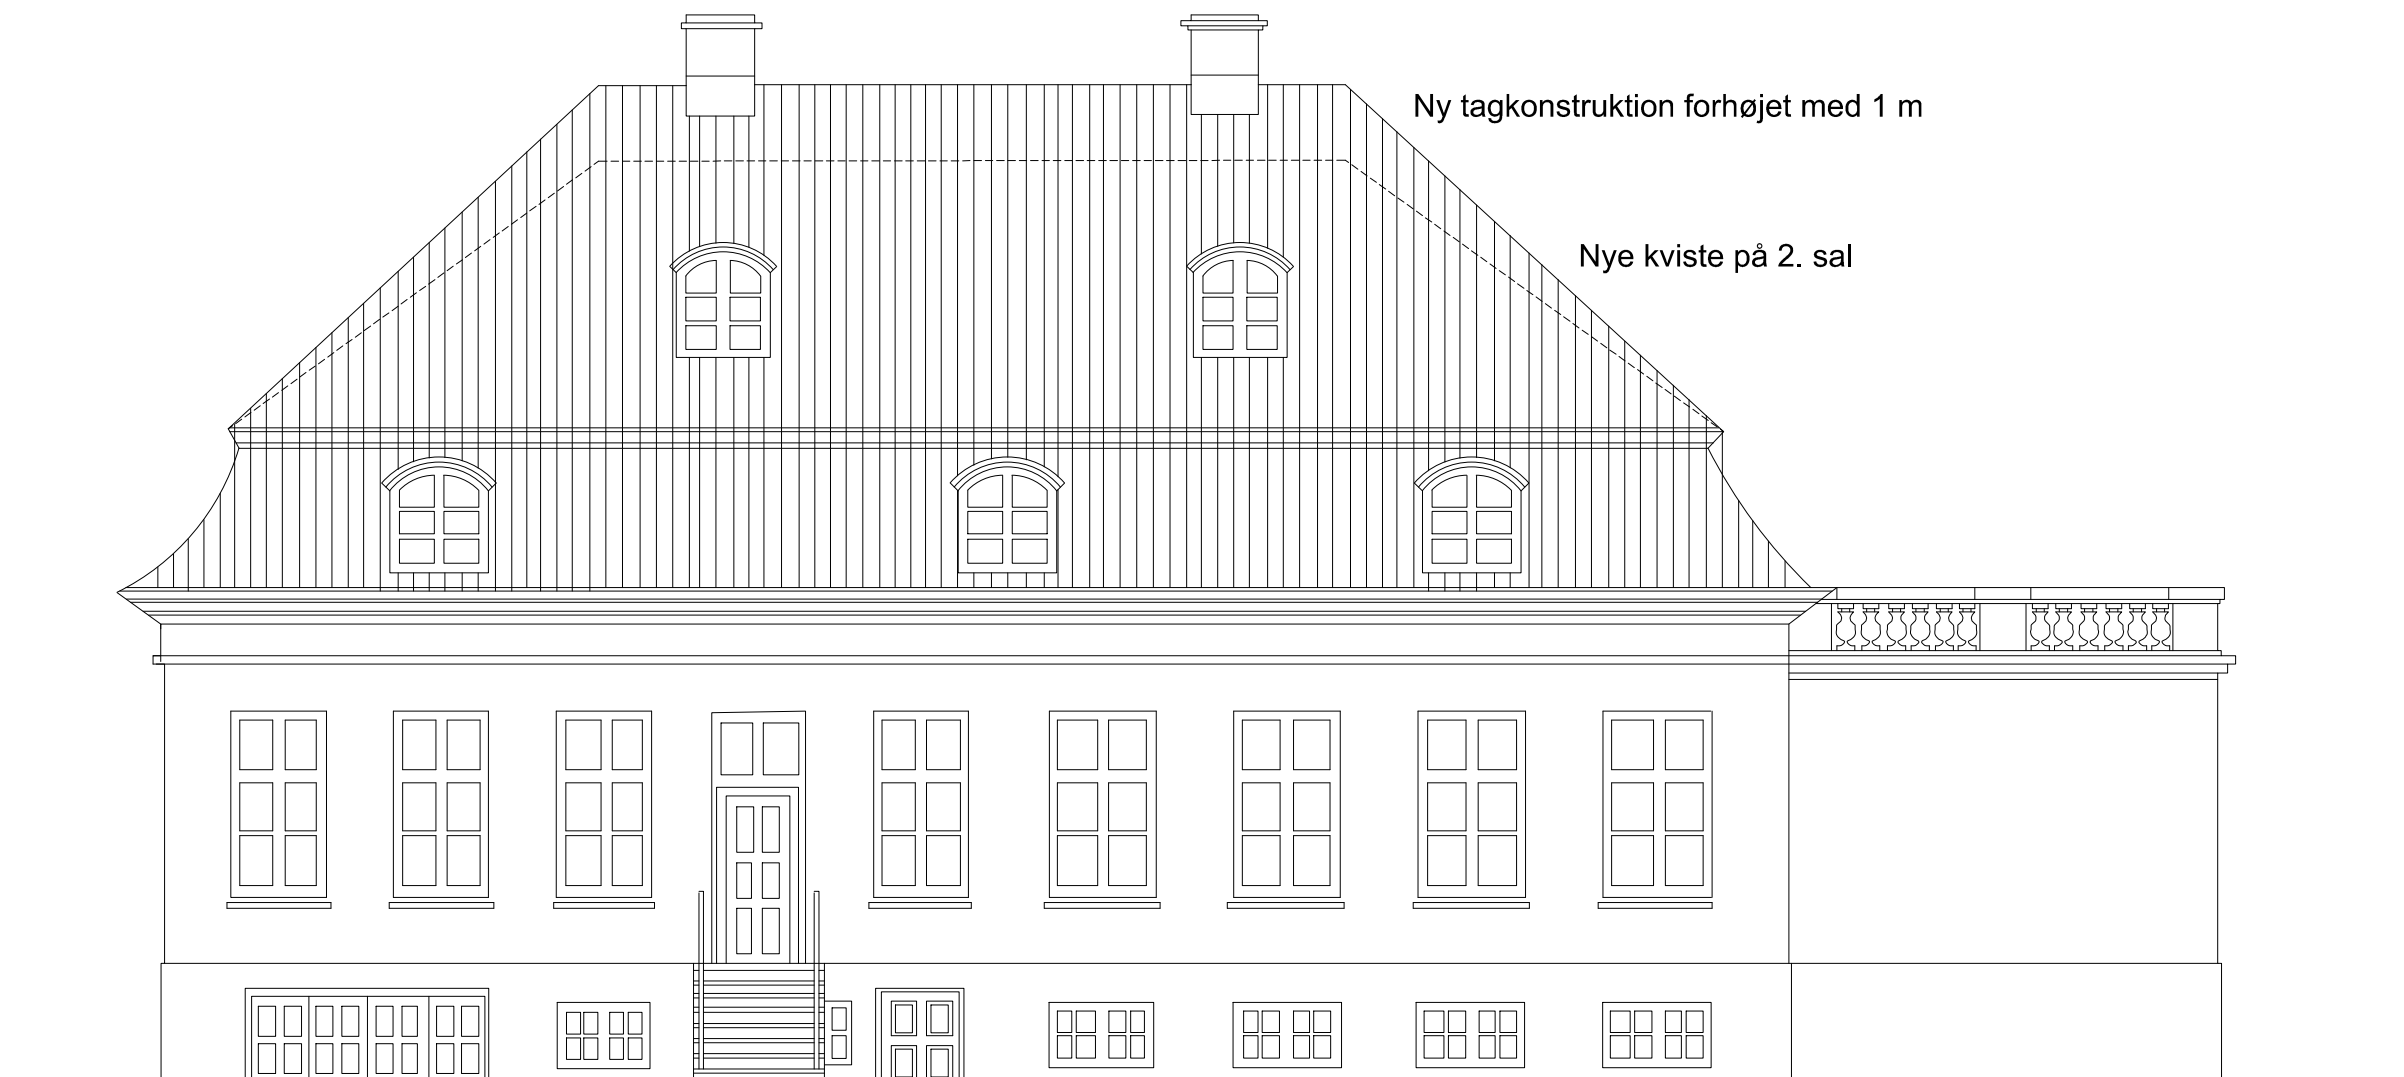 Ny tagkonstruktion forhøjet med 1 m
Nye kviste på 2. sal